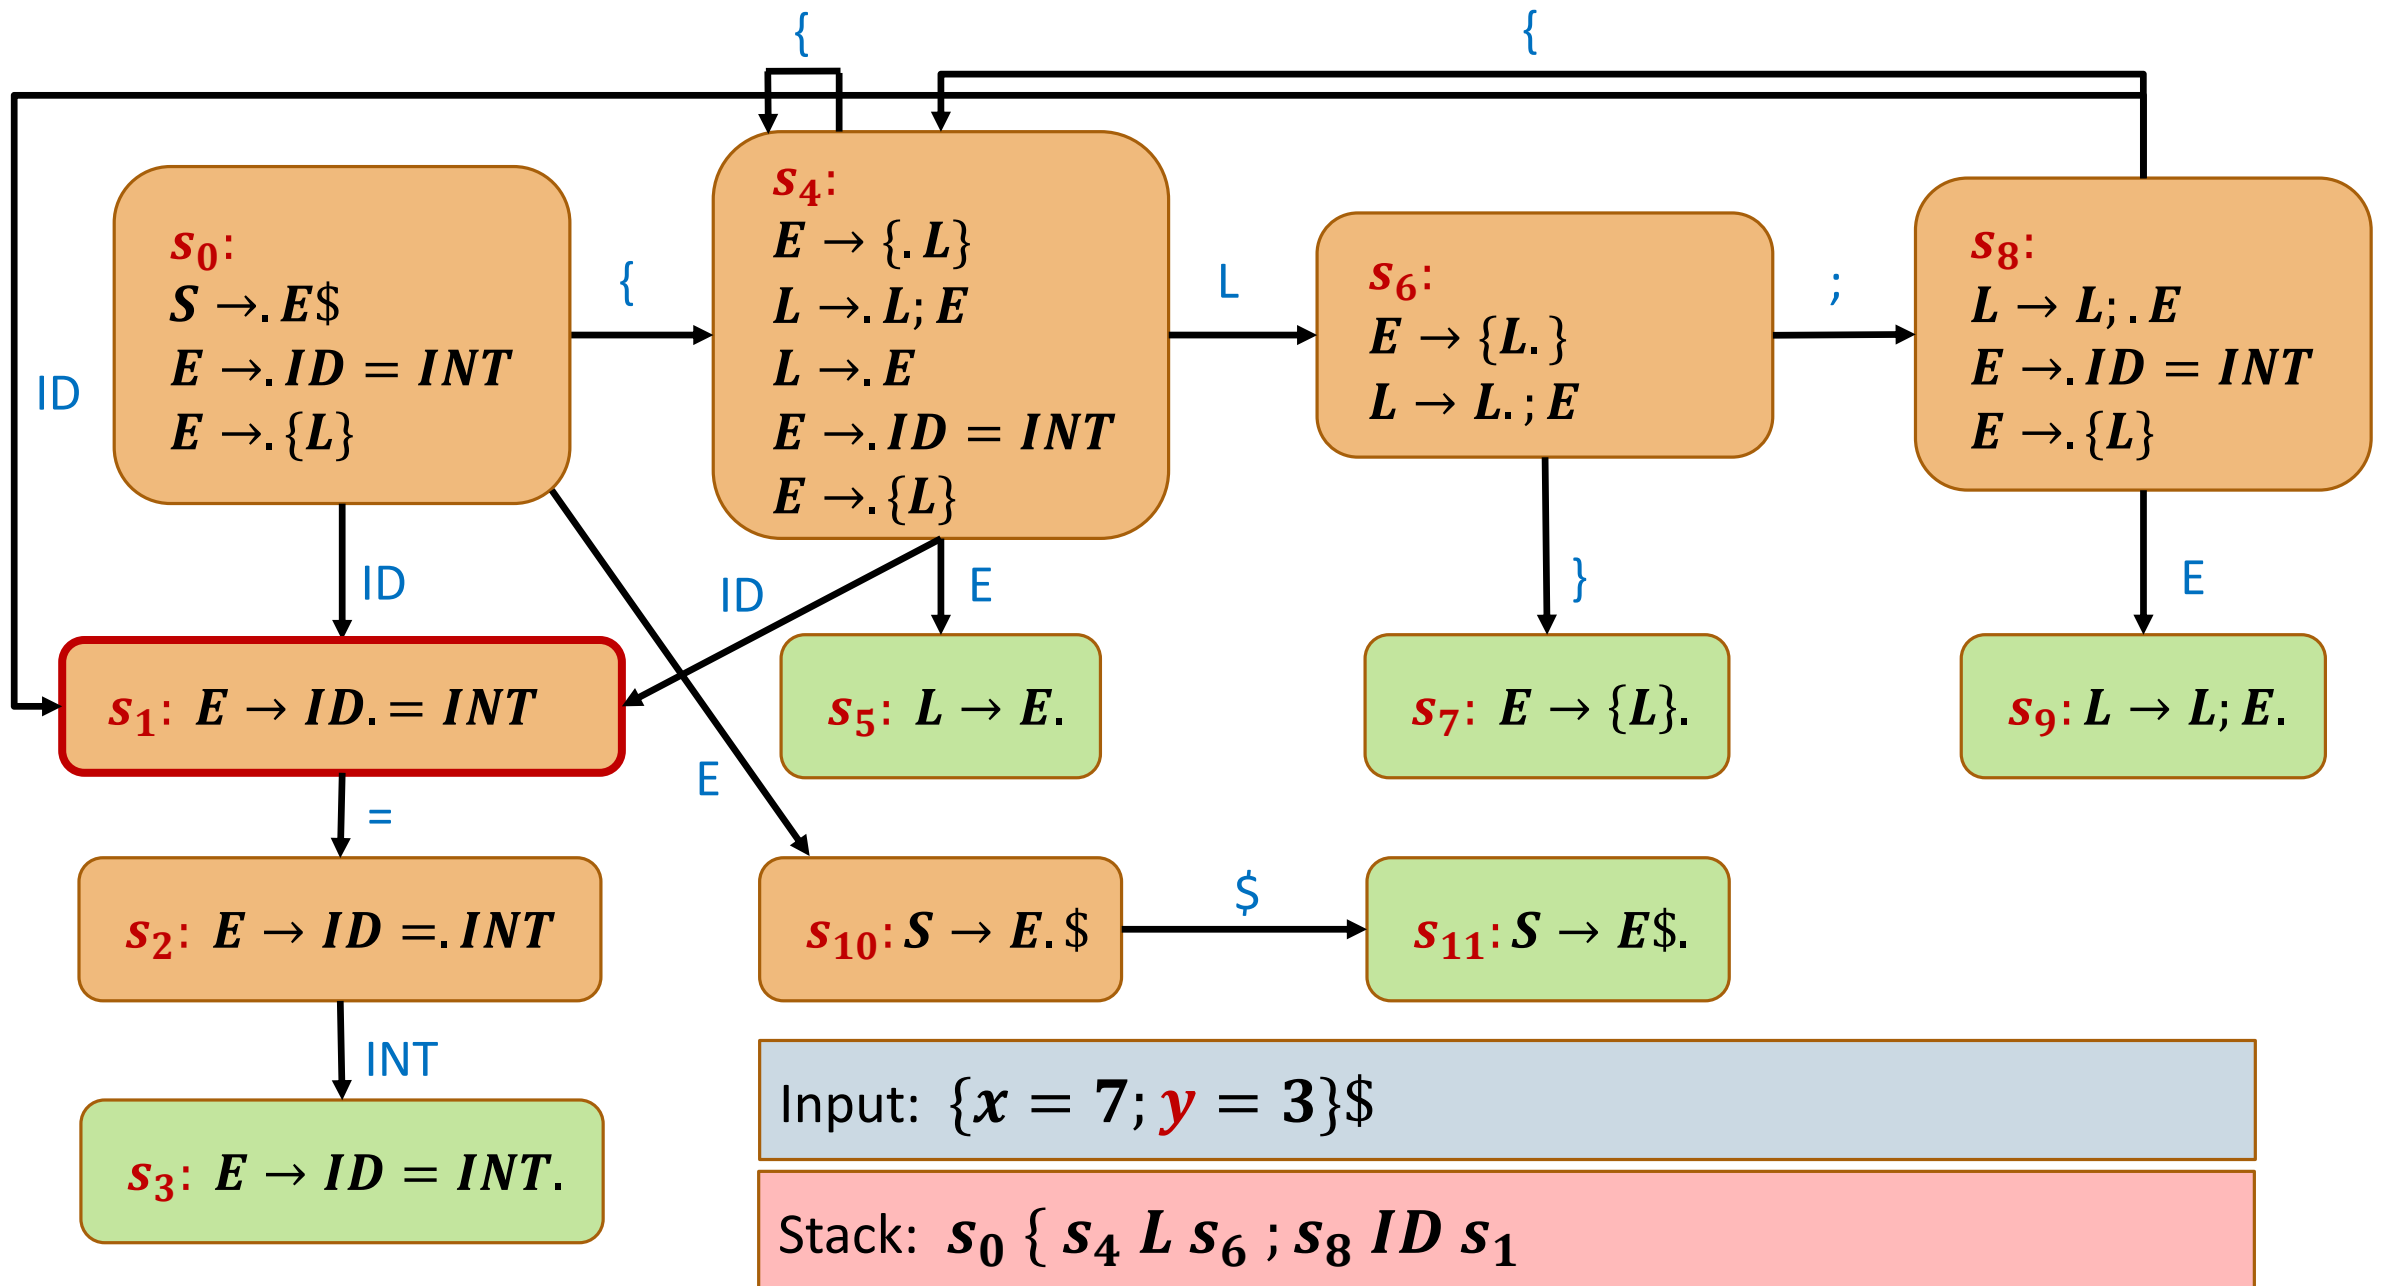 {
{
s₀:
S →. E$
E →. ID = INT
E →. {L}
{
s₄:
E → {. L}
L →. L; E
L →. E
E →. ID = INT
E →. {L}
L
s₆:
E → {L. }
L → L. ; E
;
s₈:
L → L; . E
E →. ID = INT
E →. {L}
ID
ID
ID
E
}
E
s₁: E → ID. = INT
s₅: L → E.
s₇: E → {L}.
s₉: L → L; E.
E
=
s₂: E → ID =. INT
s₁₀: S → E. $
$
s₁₁: S → E$.
INT
s₃: E → ID = INT.
Input: {x = 7; y = 3}$
Stack: s₀ { s₄ L s₆ ; s₈ ID s₁